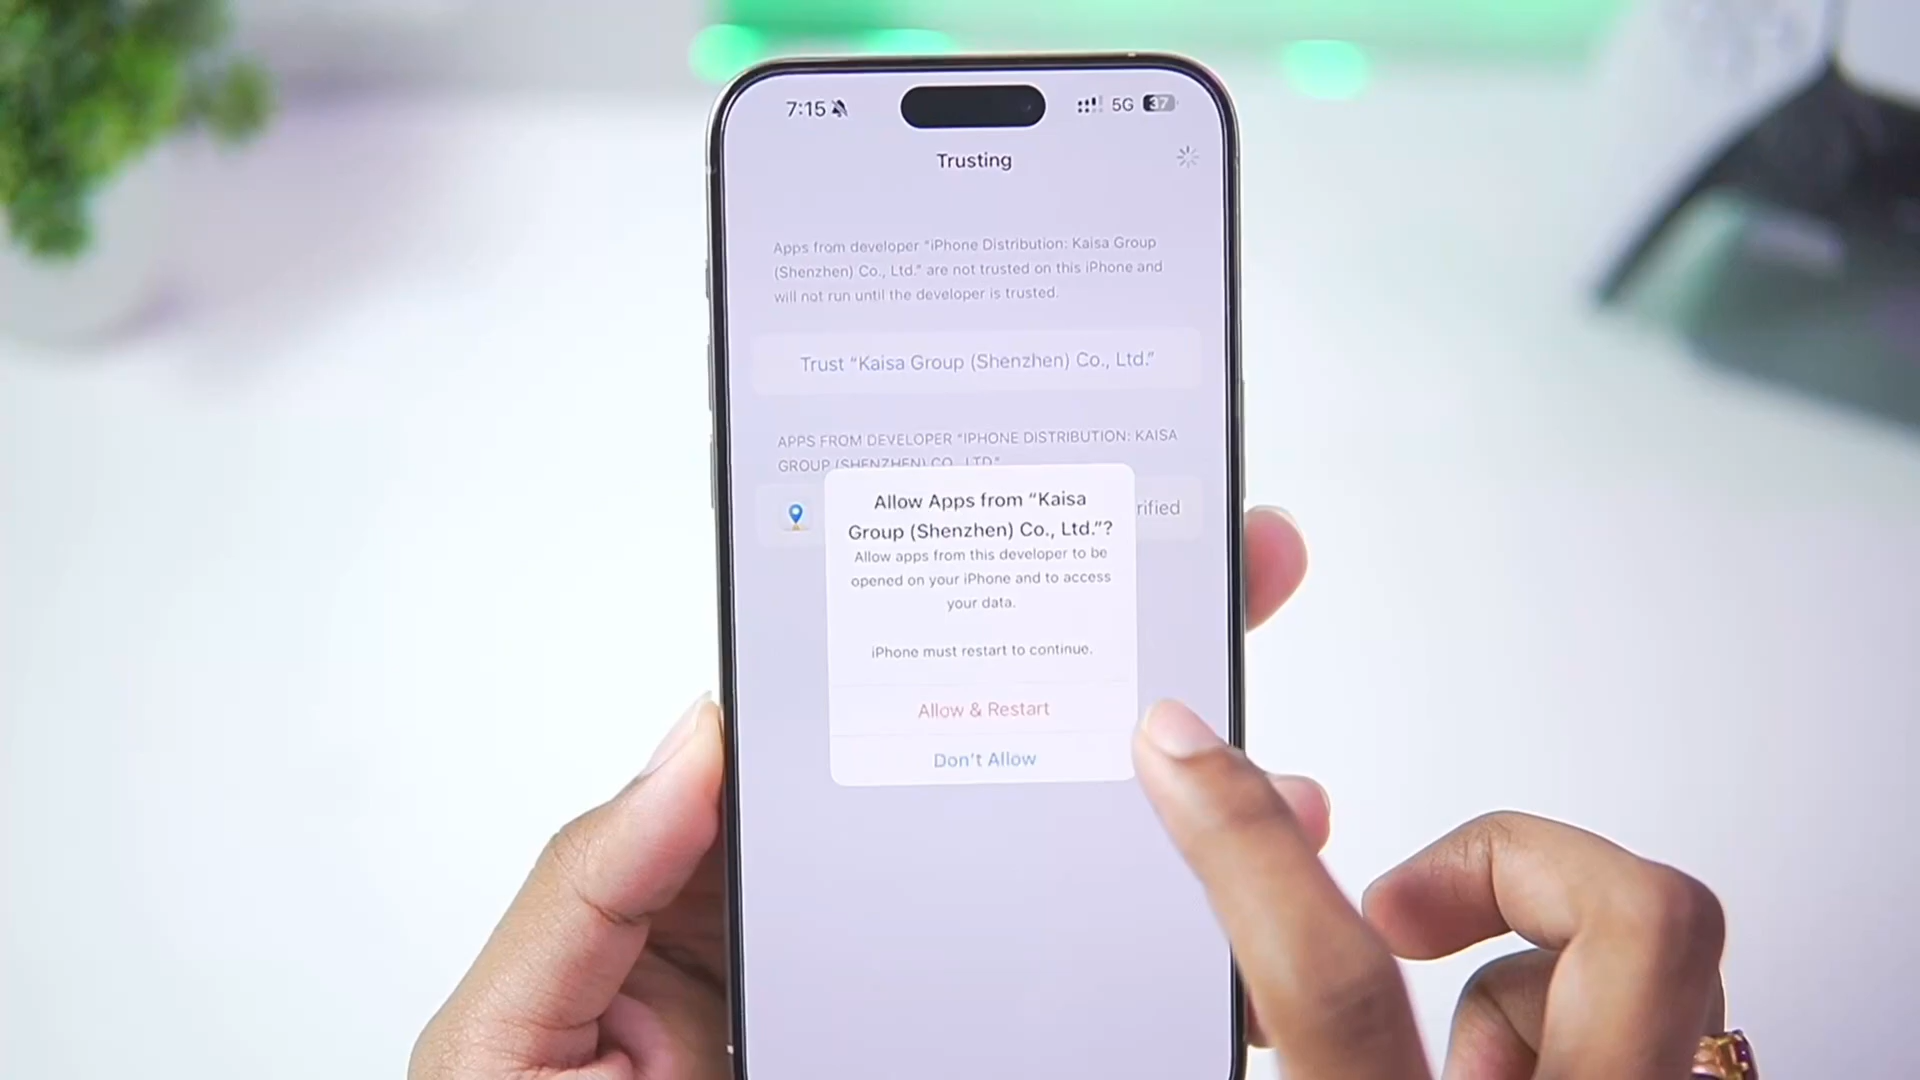 7:15
5G
37
Trusting
Apps from developer “iPhone Distribution: Kaisa Group
(Shenzhen) Co., Ltd.” are not trusted on this iPhone and
will not run until the developer is trusted.
Trust “Kaisa Group (Shenzhen) Co., Ltd.”
APPS FROM DEVELOPER “IPHONE DISTRIBUTION: KAISA
GROUP (SHENZHEN) CO., LTD.”
rified
Allow Apps from “Kaisa
Group (Shenzhen) Co., Ltd.”?
Allow apps from this developer to be
opened on your iPhone and to access
your data.
iPhone must restart to continue.
Allow & Restart
Don’t Allow